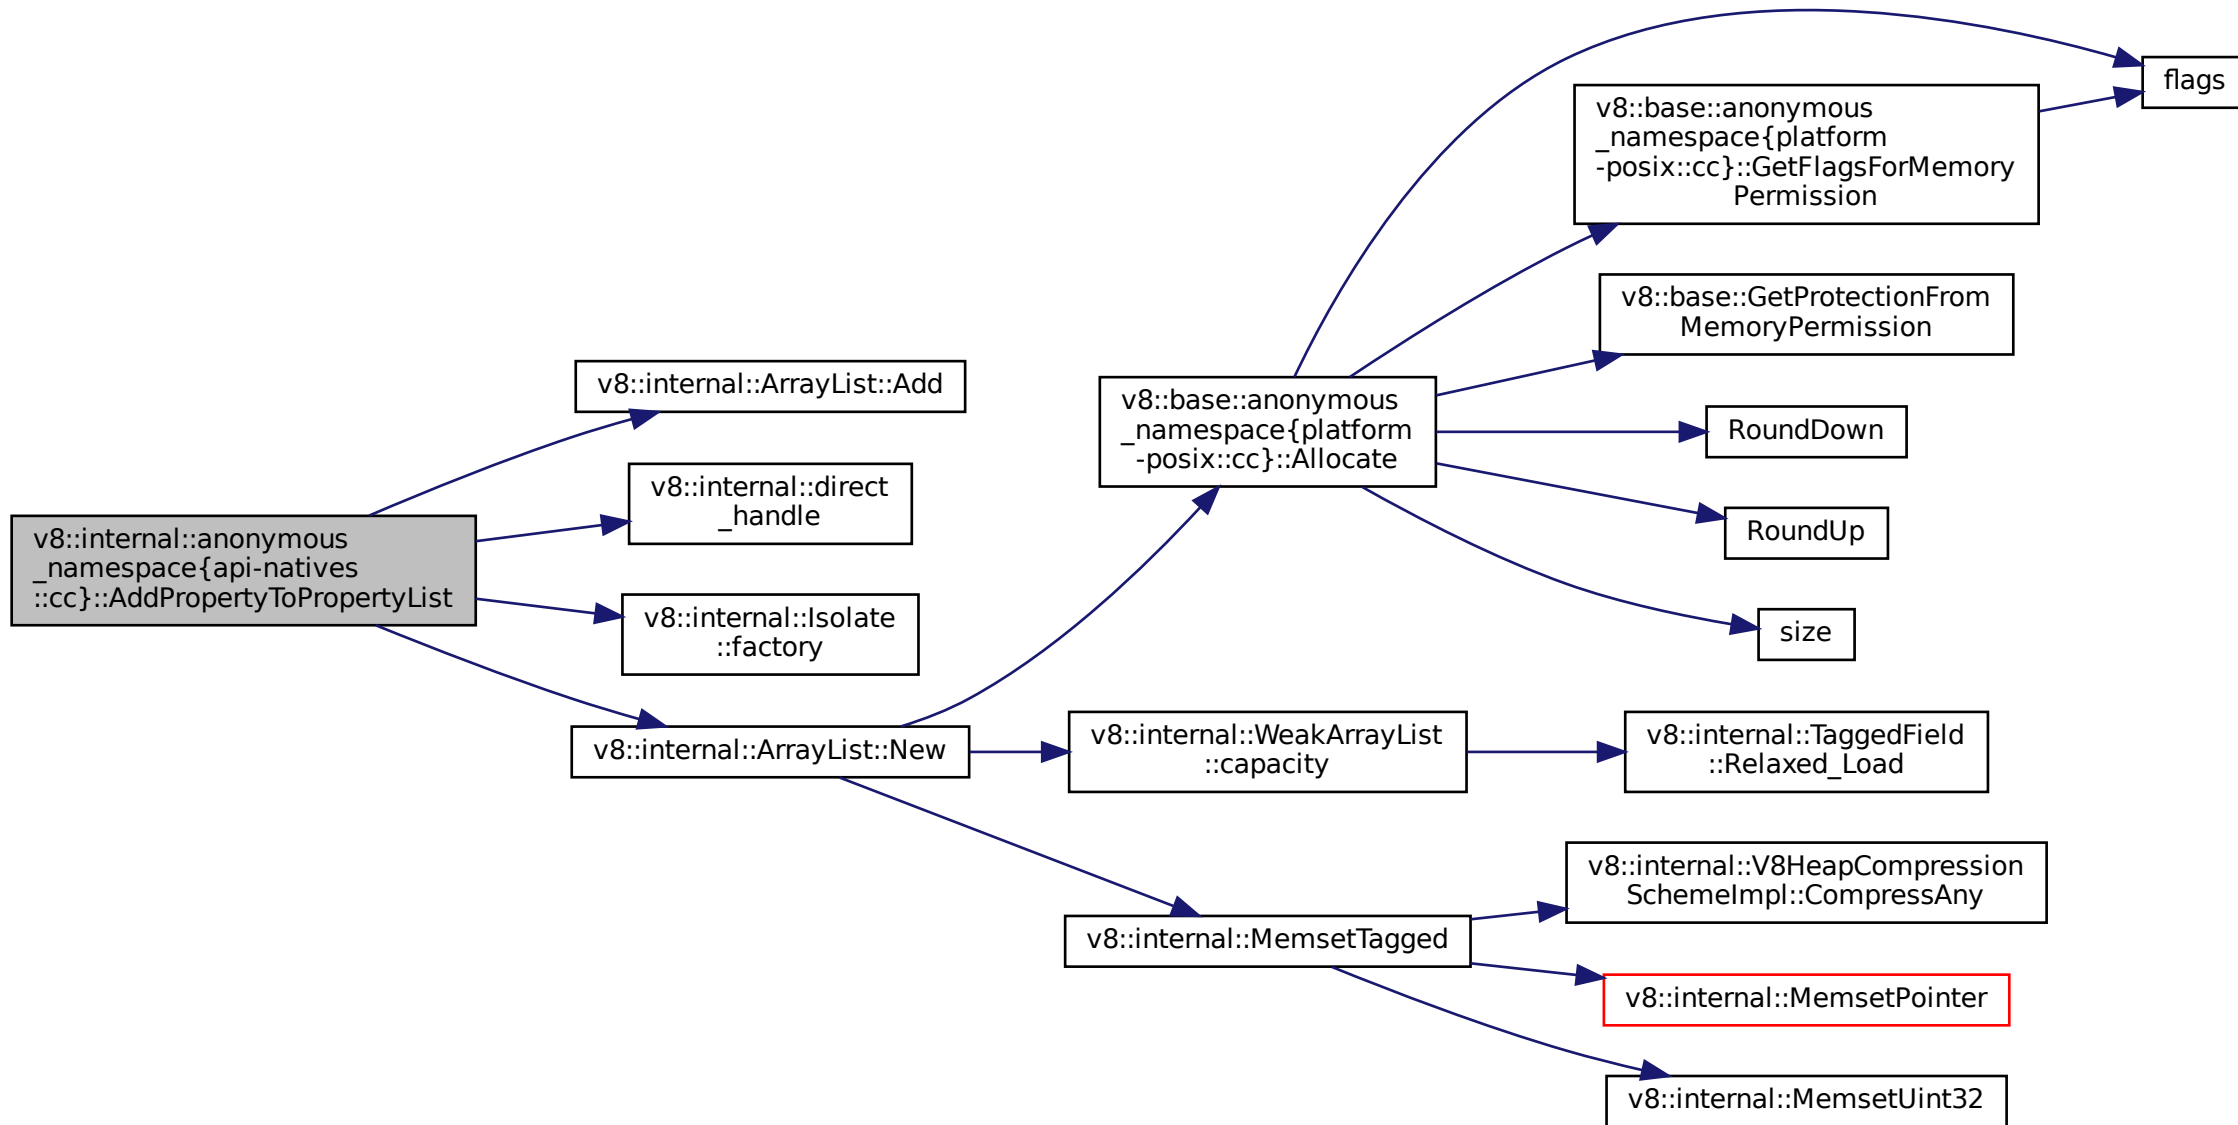 v8::internal::anonymous
_namespace{api-natives
::cc}::AddPropertyToPropertyList
v8::internal::ArrayList::Add
v8::internal::direct
_handle
v8::internal::Isolate
::factory
v8::internal::ArrayList::New
v8::base::anonymous
_namespace{platform
-posix::cc}::Allocate
v8::internal::WeakArrayList
::capacity
v8::internal::MemsetTagged
flags
v8::base::anonymous
_namespace{platform
-posix::cc}::GetFlagsForMemory
Permission
v8::base::GetProtectionFrom
MemoryPermission
RoundDown
RoundUp
size
v8::internal::TaggedField
::Relaxed_Load
v8::internal::V8HeapCompression
SchemeImpl::CompressAny
v8::internal::MemsetPointer
v8::internal::MemsetUint32